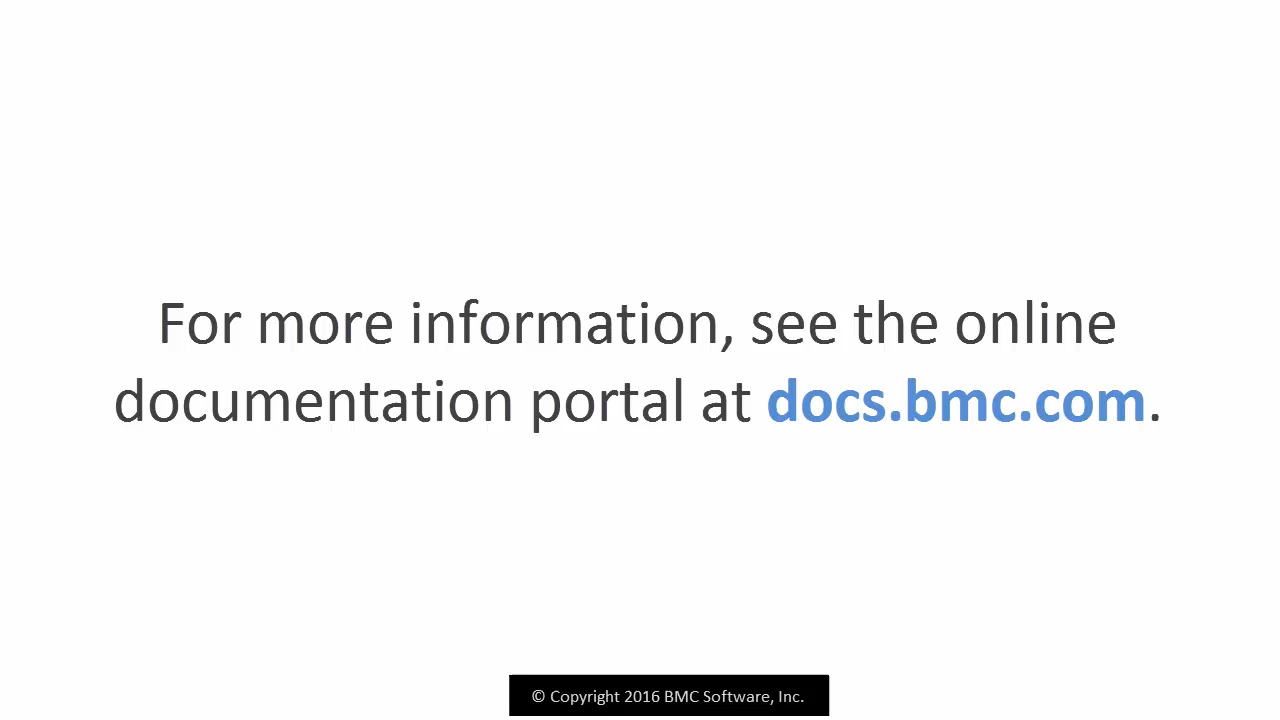 For more information, see the online
documentation portal at docs.bmc.com.
© Copyright 2016 BMC Software, Inc.